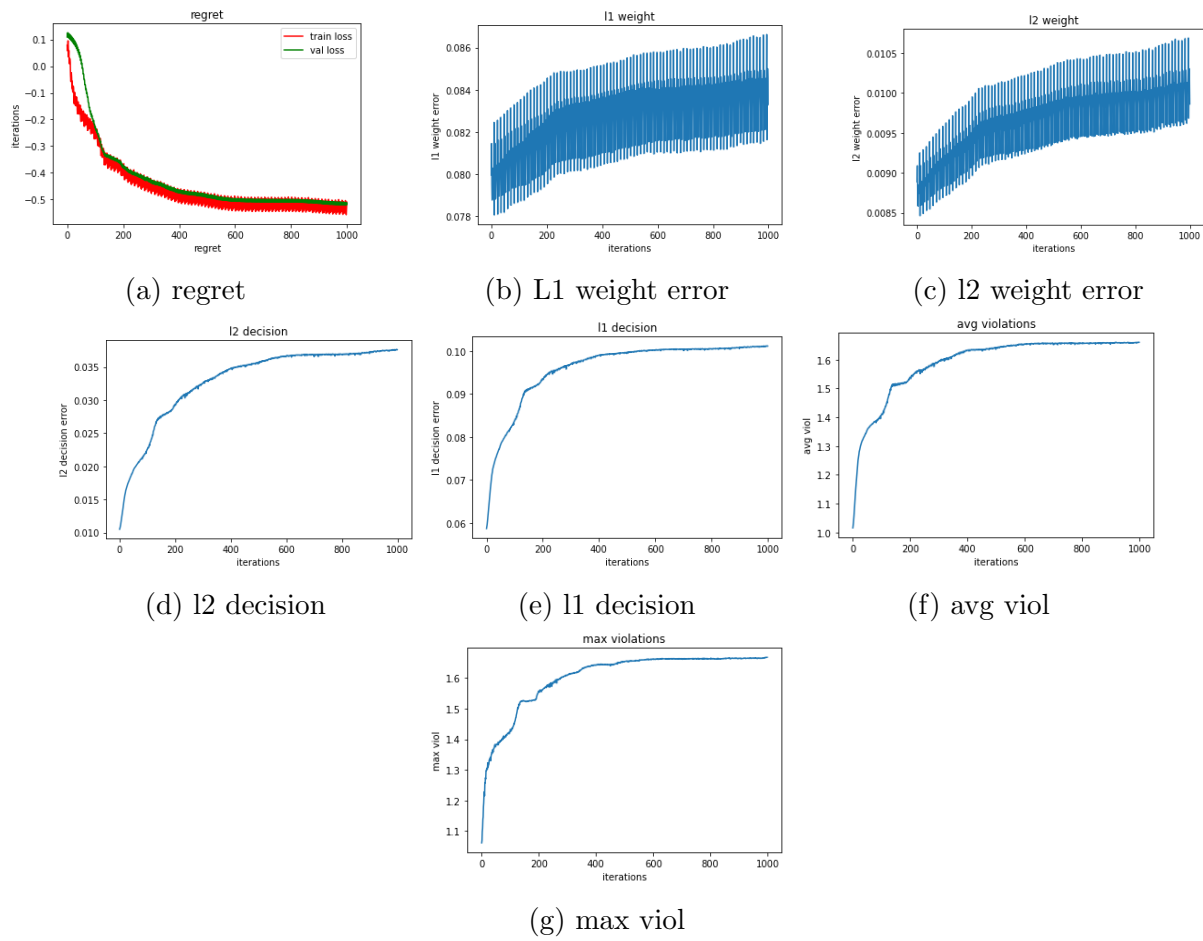 regret
0.1
0.0
−0.1
−0.2
−0.3
−0.4
−0.5
iterations
train loss
val loss
0 200 400 600 800 1000
regret
(a) regret
l1 weight
0.086
0.084
0.082
0.080
0.078
l1 weight error
0 200 400 600 800 1000
iterations
(b) L1 weight error
l2 weight
0.0105
0.0100
0.0095
0.0090
0.0085
l2 weight error
0 200 400 600 800 1000
iterations
(c) l2 weight error
l2 decision
0.035
0.030
0.025
0.020
0.015
0.010
l2 decision error
0 200 400 600 800 1000
iterations
(d) l2 decision
l1 decision
0.10
0.09
0.08
0.07
0.06
l1 decision error
0 200 400 600 800 1000
iterations
(e) l1 decision
avg violations
1.6
1.5
1.4
1.3
1.2
1.1
1.0
avg viol
0 200 400 600 800 1000
iterations
(f) avg viol
max violations
1.6
1.5
1.4
1.3
1.2
1.1
max viol
0 200 400 600 800 1000
iterations
(g) max viol